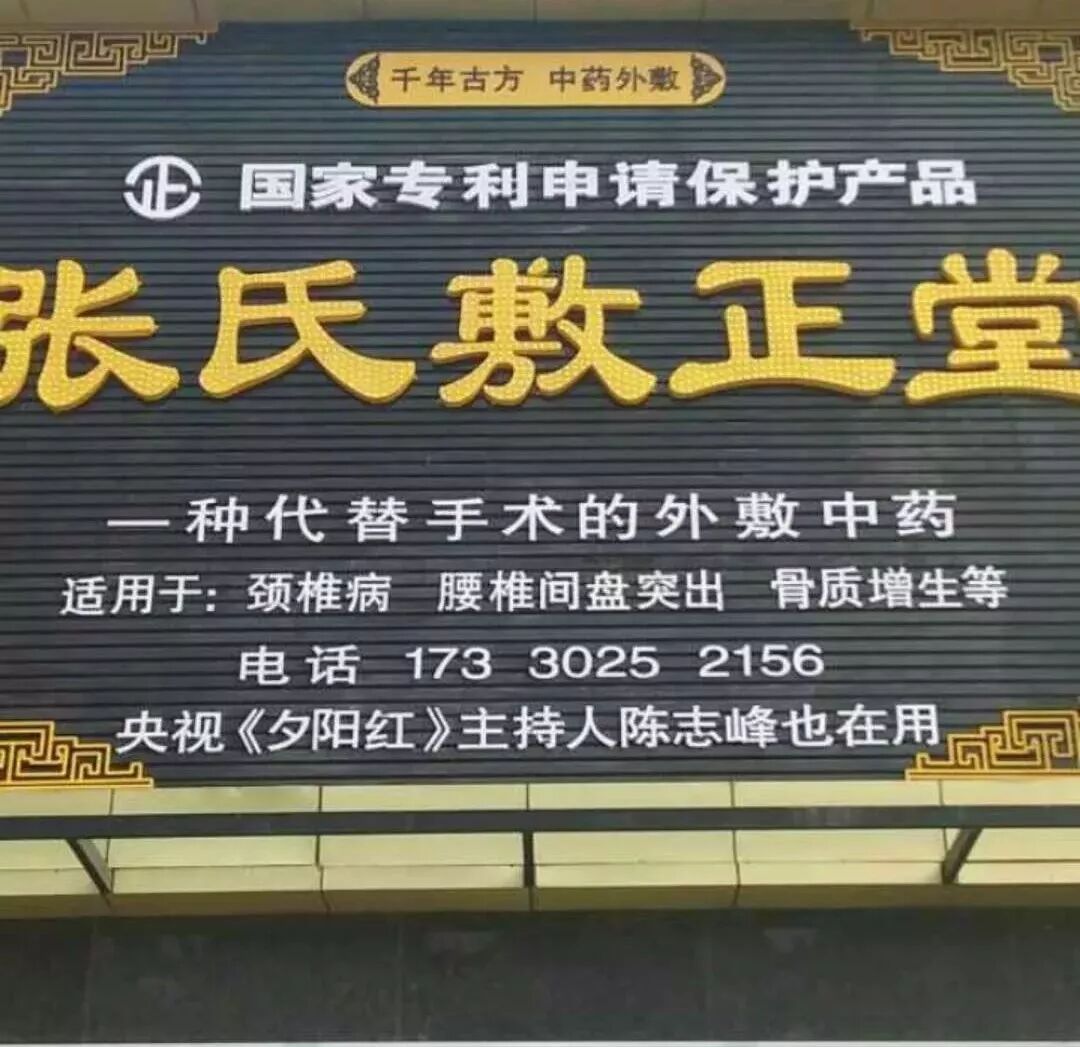 千年古方 中药外敷
正 国家专利申请保护产品
张氏敷正堂
一种代替手术的外敷中药
适用于: 颈椎病 腰椎间盘突出 骨质增生等
电话 173 3025 2156
央视《夕阳红》主持人陈志峰也在用